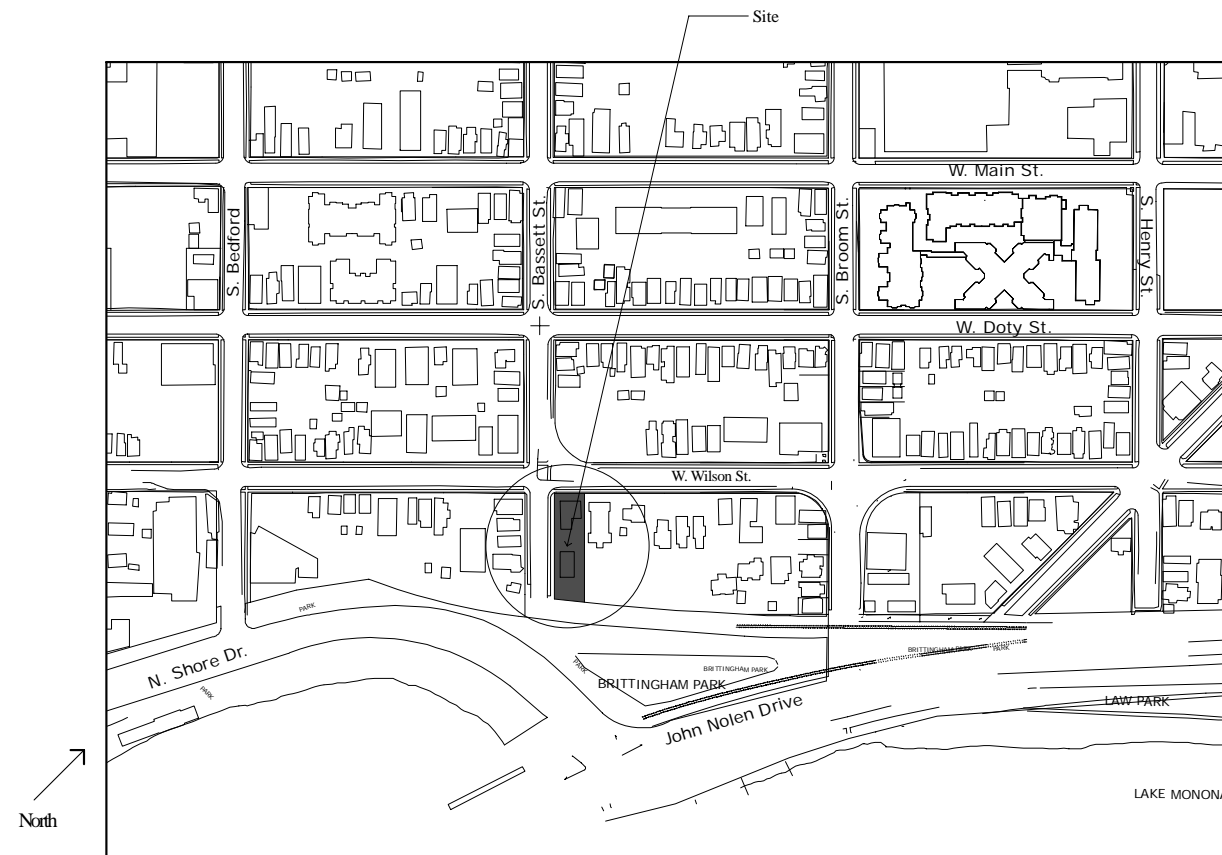 Site
W. Main St.
S. Bedford
S. Bassett St.
S. Broom St.
S. Henry St.
W. Doty St.
W. Wilson St.
PARK
N. Shore Dr.
PARK
PARK
BRITTINGHAM PARK
BRITTINGHAM PARK
BRITTINGHAM PARK
PARK
John Nolen Drive
LAW PARK
LAKE MONONA
North